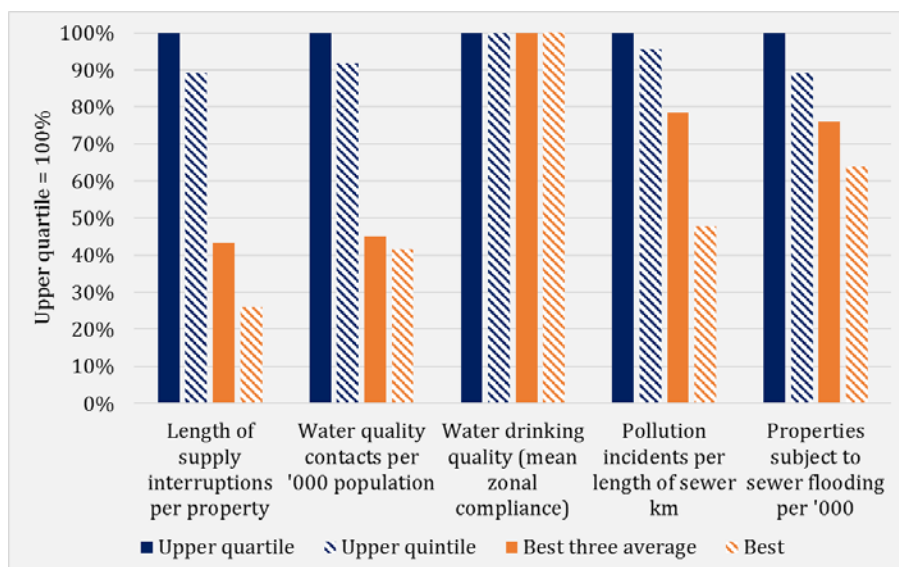 Upper quartile = 100%
100%
90%
80%
70%
60%
50%
40%
30%
20%
10%
0%
Length of
supply
interruptions
per property
Water quality
contacts per
'000 population
Water drinking
quality (mean
zonal
compliance)
Pollution
incidents per
length of sewer
km
Properties
subject to
sewer flooding
per '000
Upper quartile
Upper quintile
Best three average
Best